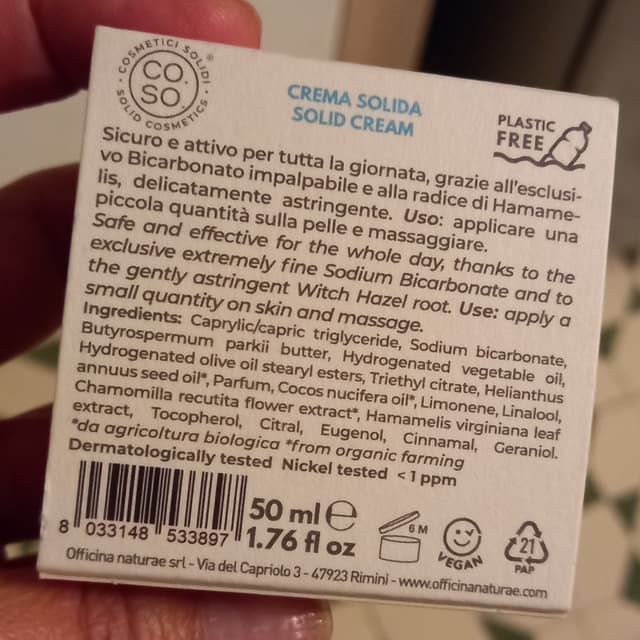 COSMETICI SOLIDI
CO.
SO.
SOLID COSMETICS
®
CREMA SOLIDA
SOLID CREAM
PLASTIC
FREE
Sicuro e attivo per tutta la giornata, grazie all'esclusi-
vo Bicarbonato impalpabile e alla radice di Hamame-
lis, delicatamente astringente. Uso: applicare una
piccola quantità sulla pelle e massaggiare.
Safe and effective for the whole day, thanks to the
exclusive extremely fine Sodium Bicarbonate and to
the gently astringent Witch Hazel root. Use: apply a
small quantity on skin and massage.
Ingredients: Caprylic/capric triglyceride, Sodium bicarbonate,
Butyrospermum parkii butter, Hydrogenated vegetable oil,
Hydrogenated olive oil stearyl esters, Triethyl citrate, Helianthus
annuus seed oil*, Parfum, Cocos nucifera oil*, Limonene, Linalool,
Chamomilla recutita flower extract*, Hamamelis virginiana leaf
extract, Tocopherol, Citral, Eugenol, Cinnamal, Geraniol.
*da agricoltura biologica *from organic farming
Dermatologically tested Nickel tested <1 ppm
8 033148 533897
50 ml e
1.76 fl oz
6 M
VEGAN
21
PAP
Officina naturae srl - Via del Capriolo 3 - 47923 Rimini - www.officinanaturae.com